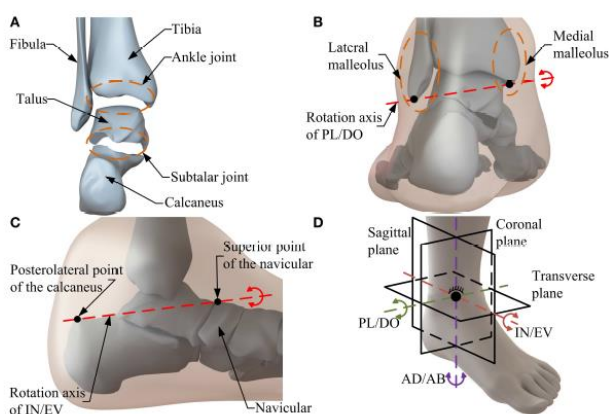 A
Tibia
Fibula
Ankle joint
Talus
Subtalar joint
Calcaneus
B
Latcral
malleolus
Medial
malleolus
Rotation axis
of PL/DO
C
Superior point
of the navicular
Posterolateral point
of the calcaneus
Rotation axis
of IN/EV
Navicular
D
Sagittal
plane
Coronal
plane
Transverse
plane
PL/DO
IN/EV
AD/AB